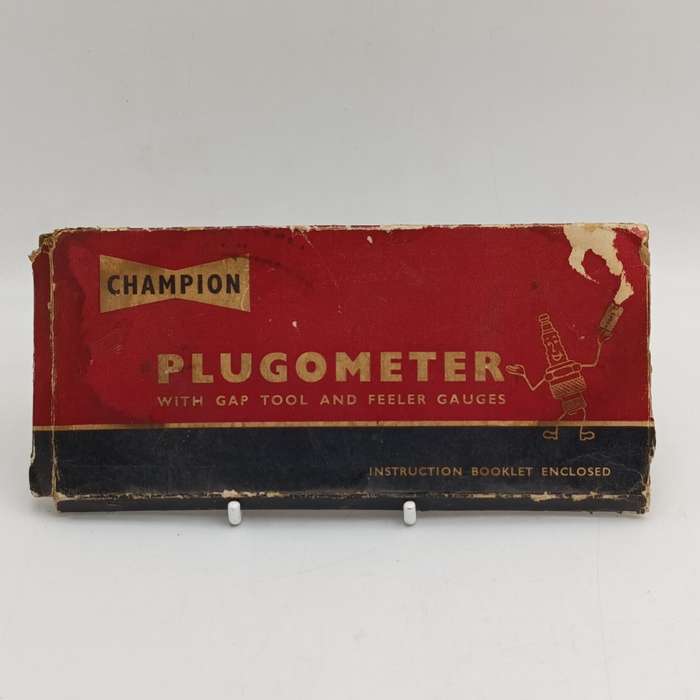 CHAMPION
PLUGOMETER
WITH GAP TOOL AND FEELER GAUGES
INSTRUCTION BOOKLET ENCLOSED